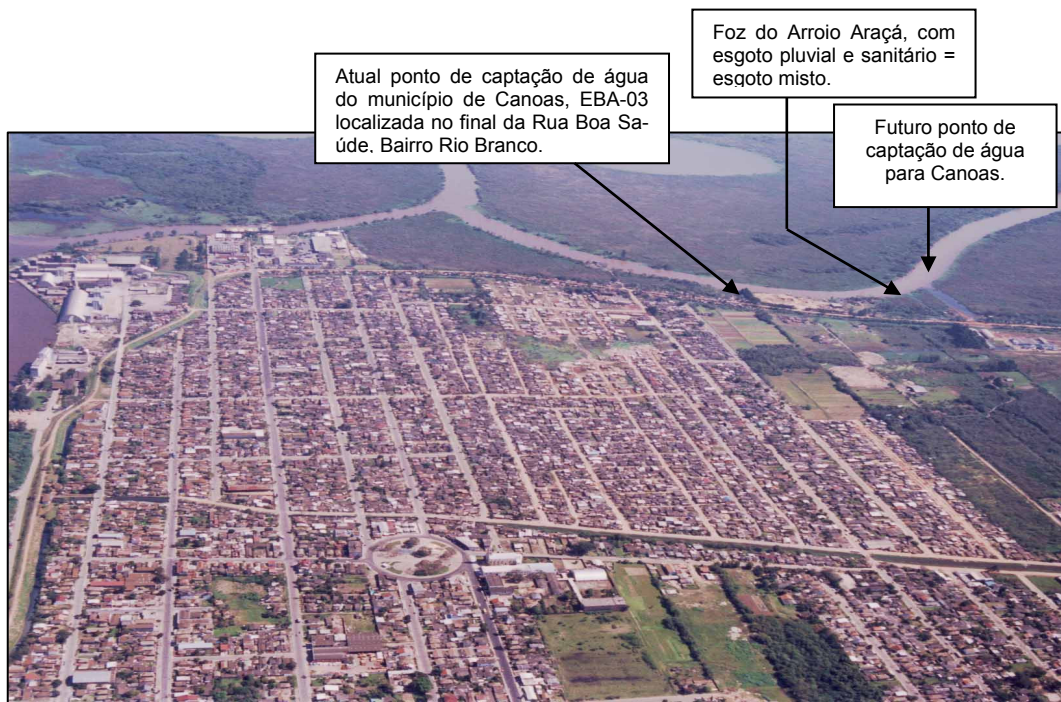 Foz do Arroio Araçá, com
esgoto pluvial e sanitário =
esgoto misto.
Atual ponto de captação de água
do município de Canoas, EBA-03
localizada no final da Rua Boa Sa-
úde, Bairro Rio Branco.
Futuro ponto de
captação de água
para Canoas.